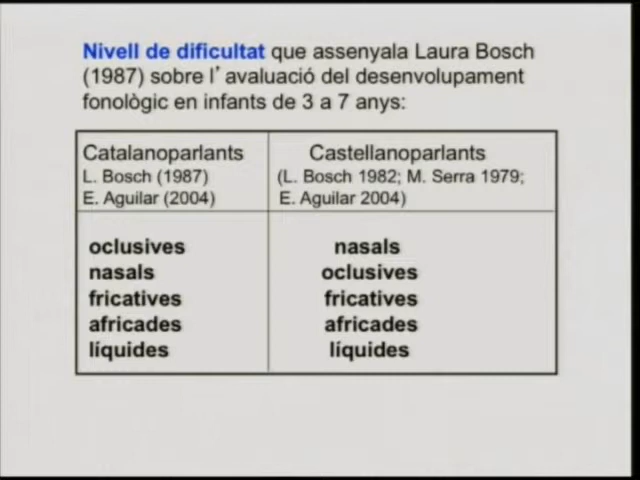 Nivell de dificultat que assenyala Laura Bosch
(1987) sobre l'avaluació del desenvolupament
fonològic en infants de 3 a 7 anys:
Catalanoparlants
L. Bosch (1987)
E. Aguilar (2004)
Castellanoparlants
(L. Bosch 1982; M. Serra 1979;
E. Aguilar 2004)
oclusives
nasals
fricatives
africades
líquides
nasals
oclusives
fricatives
africades
líquides